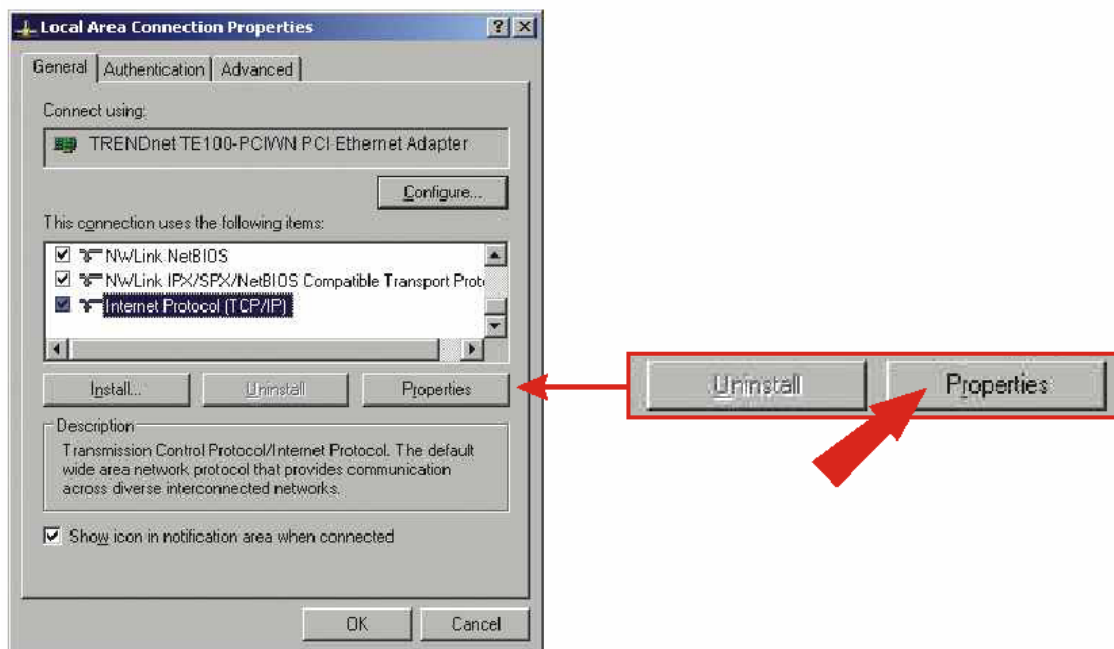 Local Area Connection Properties
General Authentication Advanced
Connect using:
TRENDnet TE100-PCIWN PCI-Ethernet Adapter
Configure...
This connection uses the following items:
NWLink NetBIOS
NWLink IPX/SPX/NetBIOS Compatible Transport Proto
Internet Protocol (TCP/IP)
Install... Uninstall Properties
Description
Transmission Control Protocol/Internet Protocol. The default
wide area network protocol that provides communication
across diverse interconnected networks.
Show icon in notification area when connected
OK Cancel
Uninstall Properties